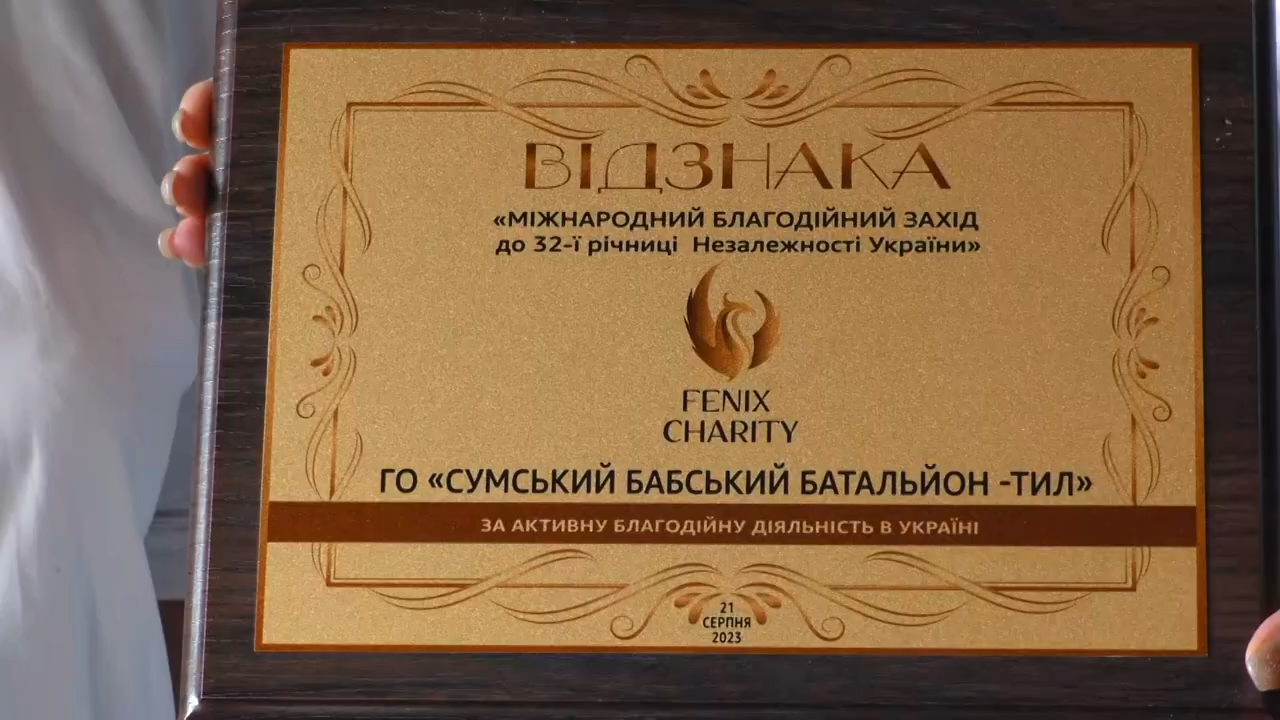 ВІДЗНАКА
«МІЖНАРОДНИЙ БЛАГОДІЙНИЙ ЗАХІД
до 32-ї річниці Незалежності України»
FENIX
CHARITY
ГО «СУМСЬКИЙ БАБСЬКИЙ БАТАЛЬЙОН -ТИЛ»
ЗА АКТИВНУ БЛАГОДІЙНУ ДІЯЛЬНІСТЬ В УКРАЇНІ
21
СЕРПНЯ
2023